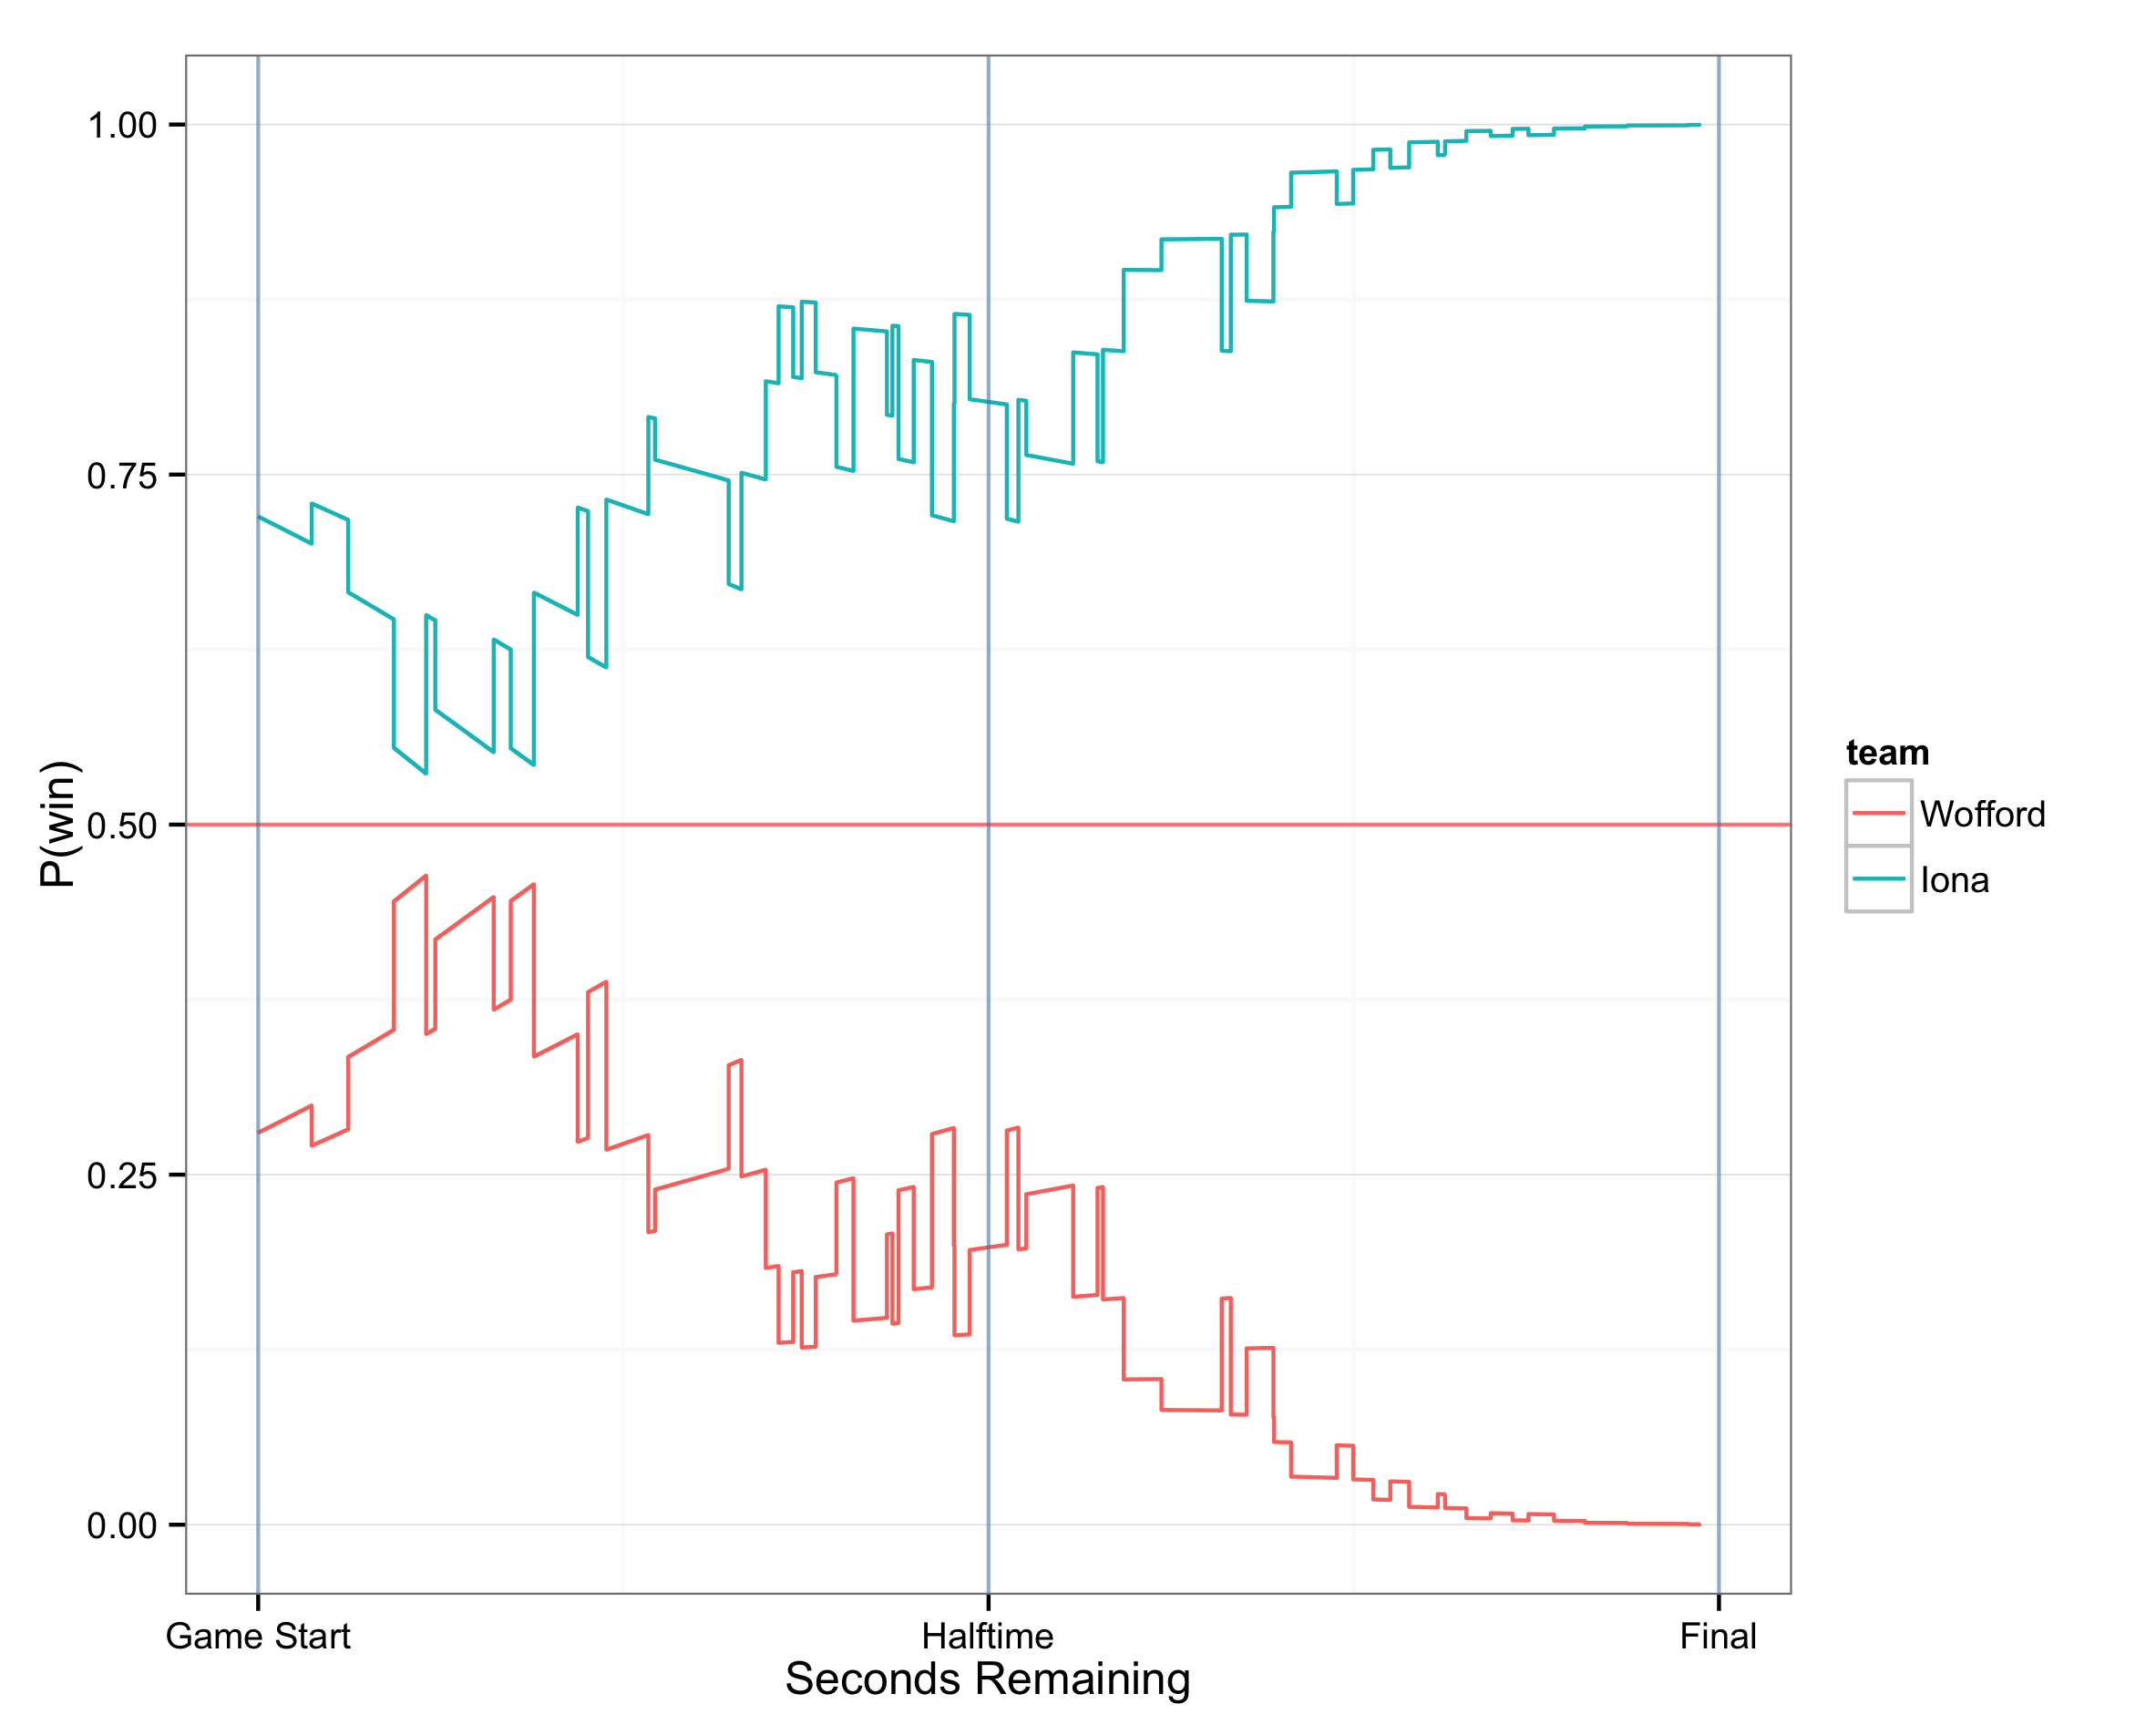 P(win)
1.00
0.75
0.50
0.25
0.00
Game Start
Halftime
Final
Seconds Remaining
team
Wofford
Iona